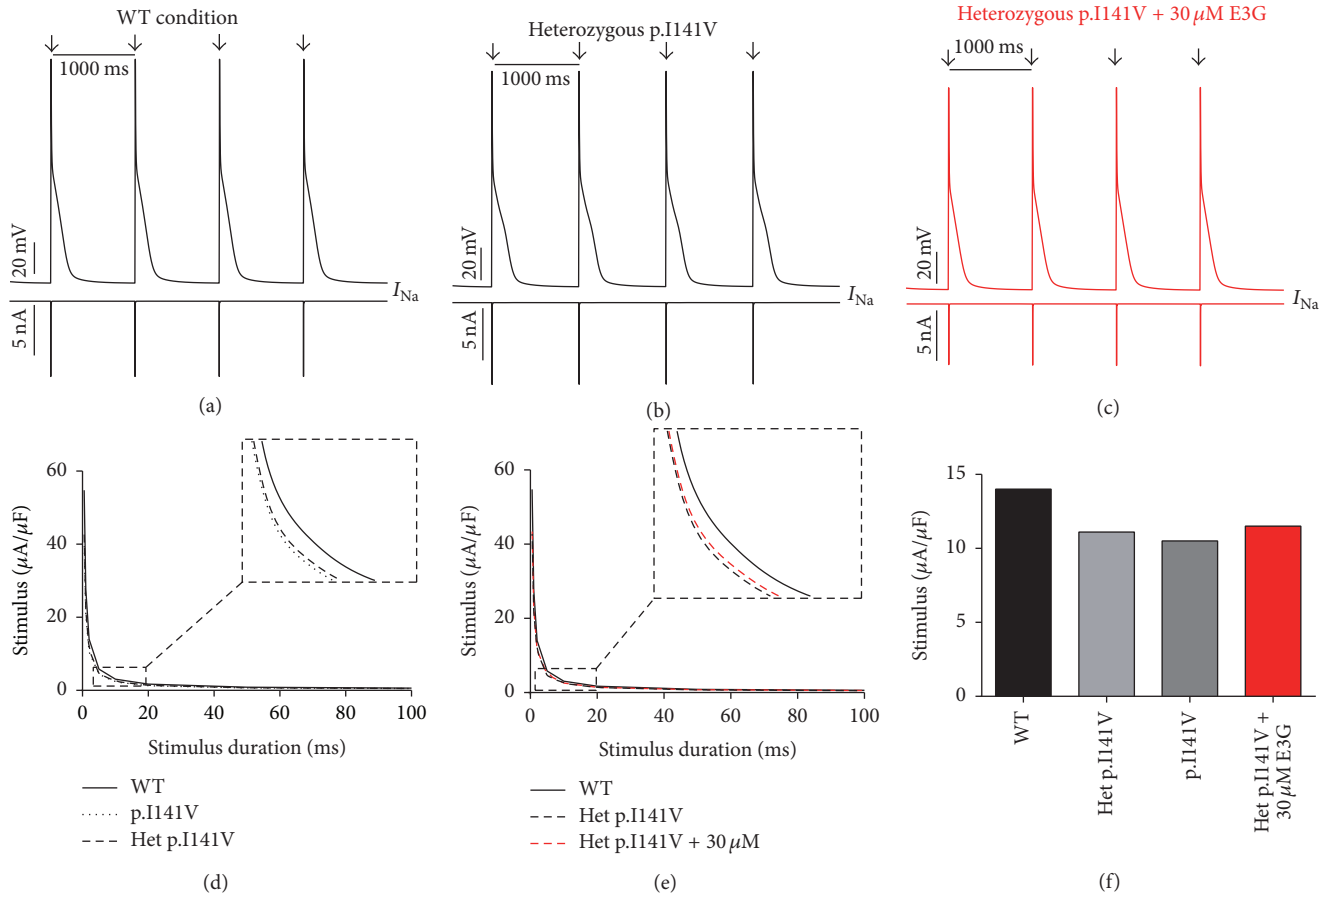 WT condition
1000 ms
20 mV
5 nA
I_Na
(a)
Heterozygous p.I141V
1000 ms
20 mV
5 nA
(b)
Heterozygous p.I141V + 30 μM E3G
1000 ms
20 mV
5 nA
I_Na
(c)
Stimulus (μA/μF)
60
40
20
0
0 20 40 60 80 100
Stimulus duration (ms)
WT
p.I141V
Het p.I141V
(d)
Stimulus (μA/μF)
60
40
20
0
0 20 40 60 80 100
Stimulus duration (ms)
WT
Het p.I141V
Het p.I141V + 30 μM
(e)
Stimulus (μA/μF)
15
10
5
0
WT
Het p.I141V
p.I141V
Het p.I141V +
30 μM E3G
(f)